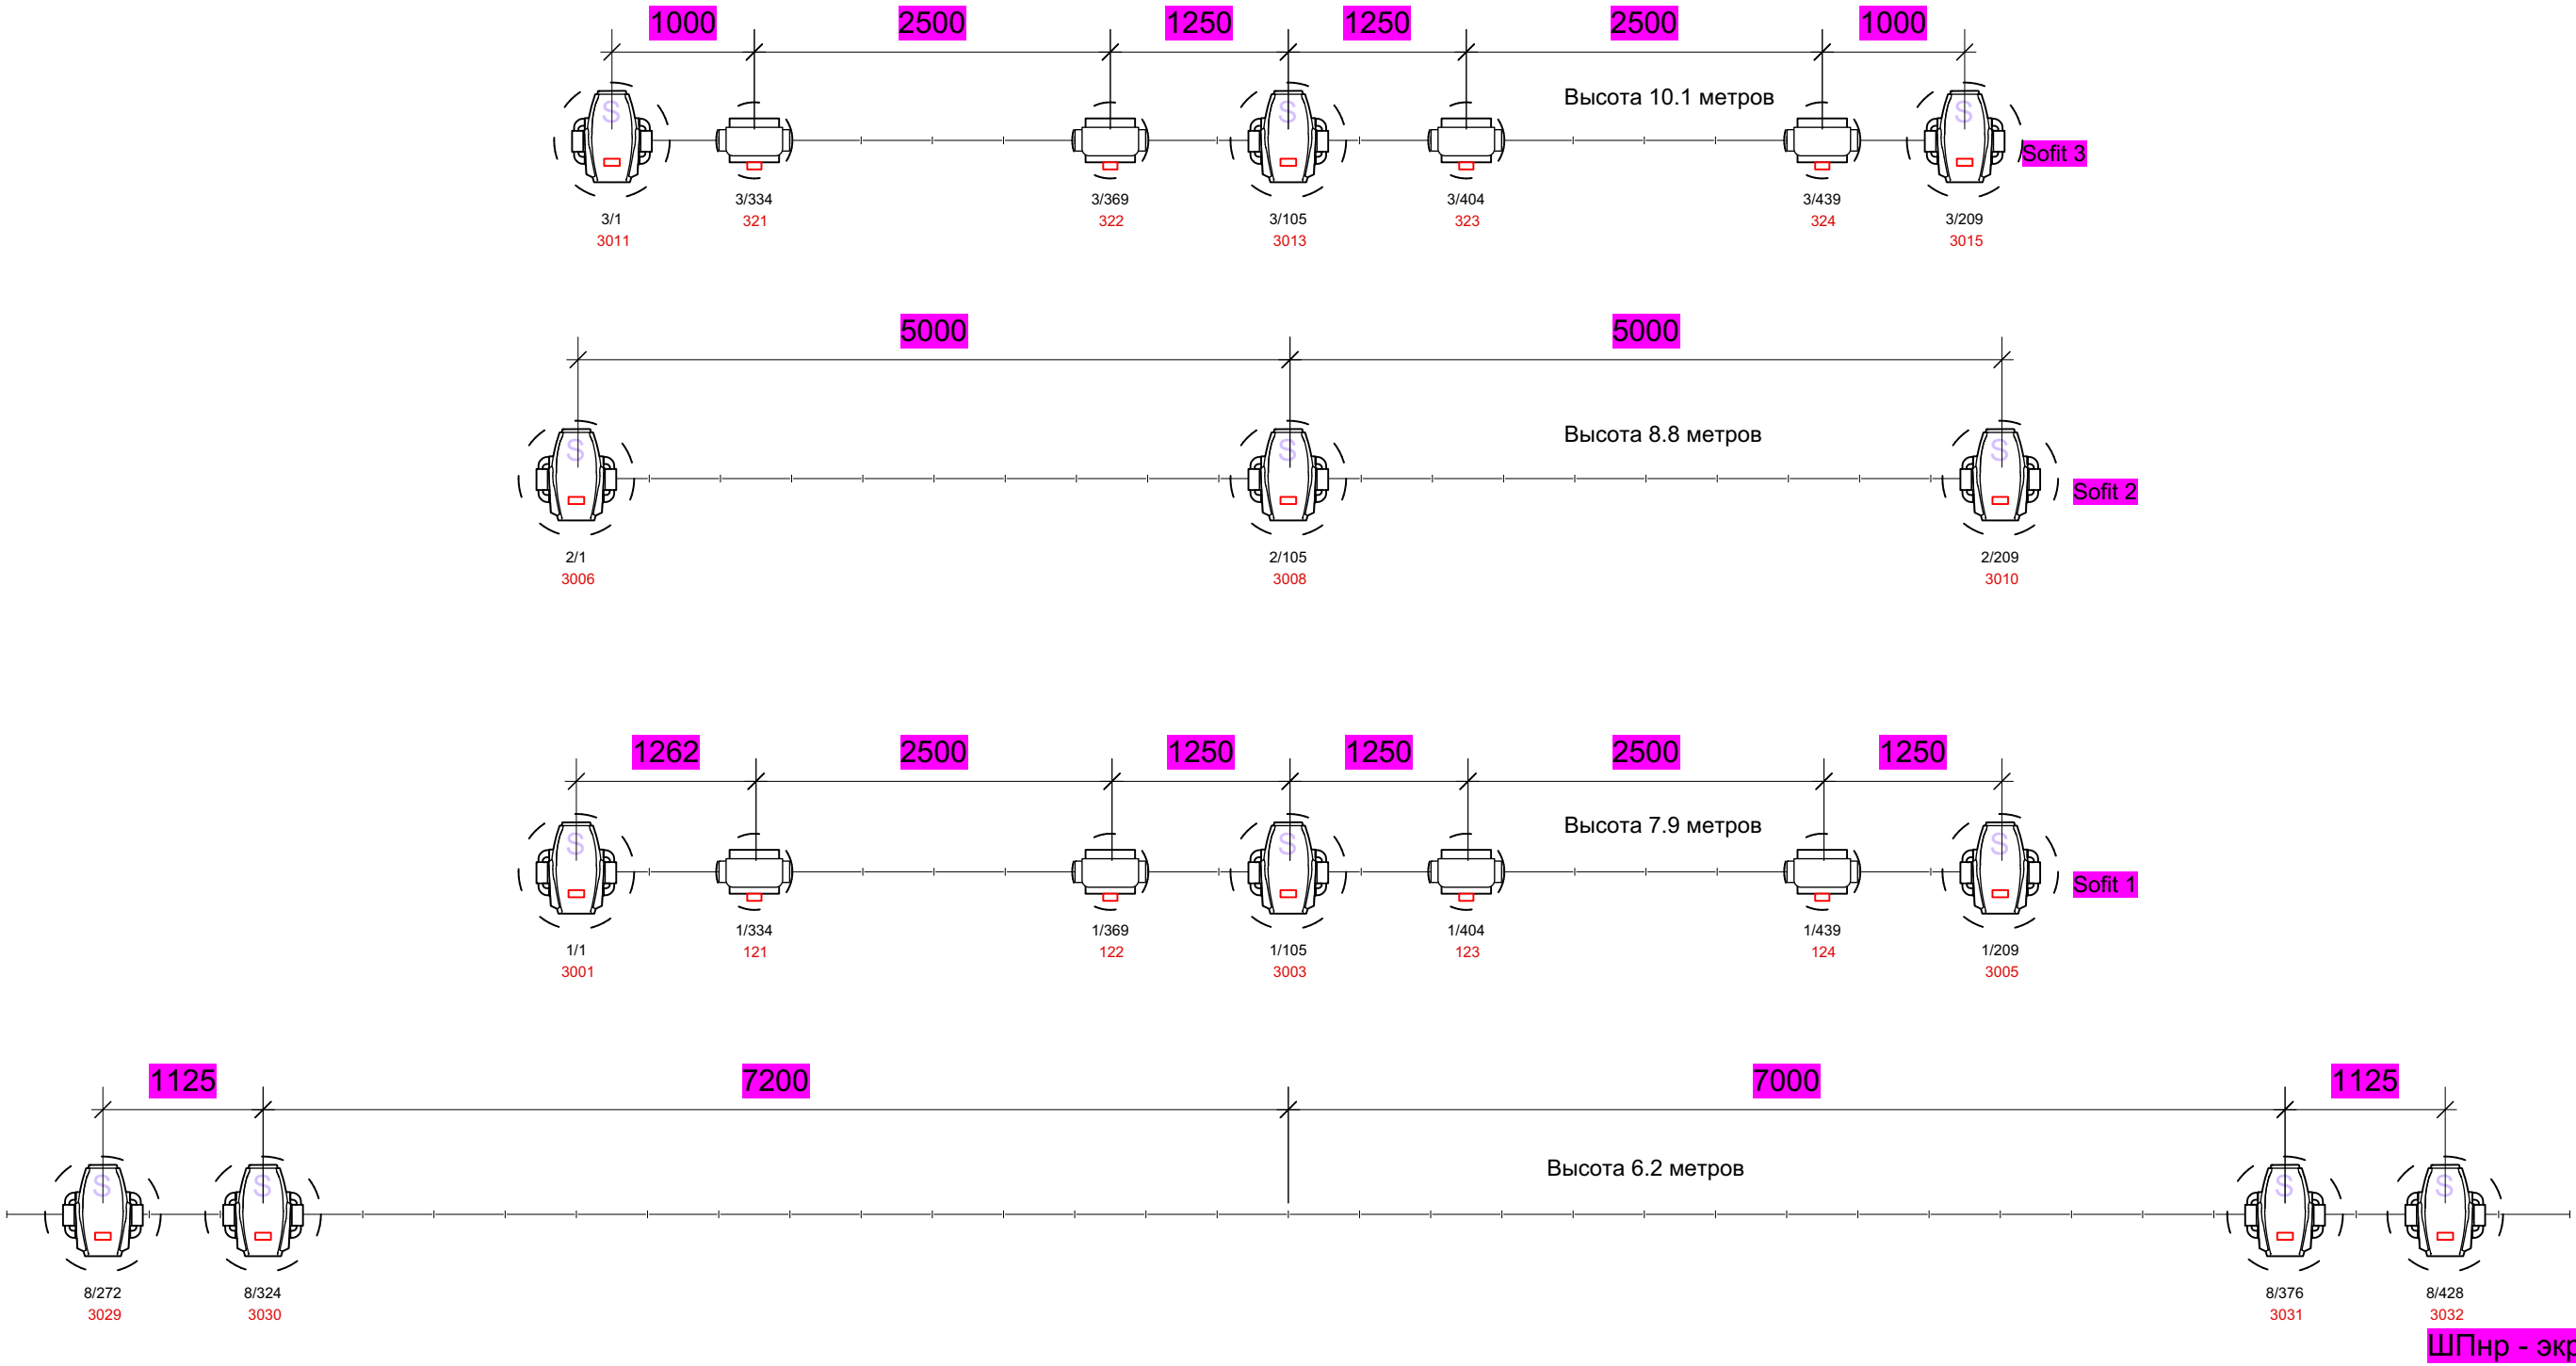 1000 2500 1250 1250 2500 1000
Высота 10.1 метров
S S S
Sofit 3
3/1 3/334 3/369 3/105 3/404 3/439 3/209
3011 321 322 3013 323 324 3015
5000 5000
Высота 8.8 метров
S S S
Sofit 2
2/1 2/105 2/209
3006 3008 3010
1262 2500 1250 1250 2500 1250
Высота 7.9 метров
S S S
Sofit 1
1/1 1/334 1/369 1/105 1/404 1/439 1/209
3001 121 122 3003 123 124 3005
1125 7200 7000 1125
Высота 6.2 метров
S S S S
8/272 8/324 8/376 8/428
3029 3030 3031 3032
ШПнр - экр